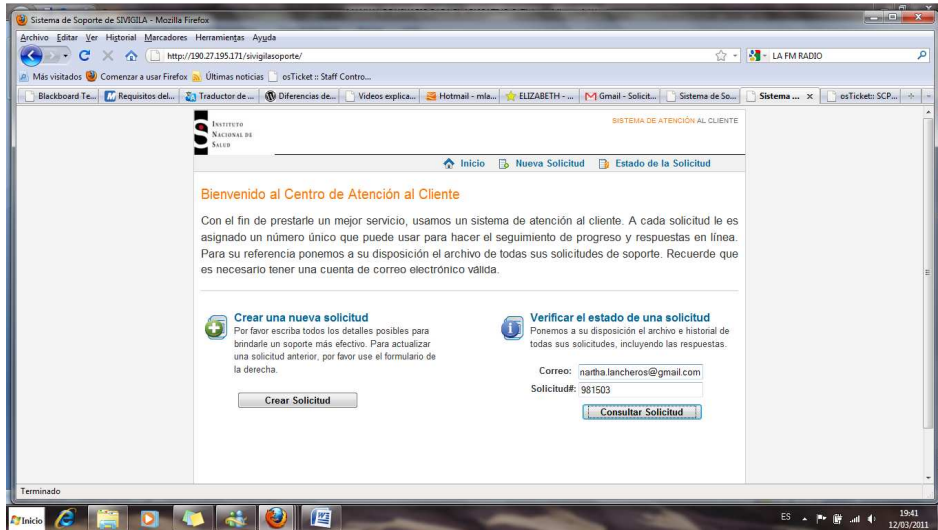 Sistema de Soporte de SIVIGILA - Mozilla Firefox
Archivo Editar Ver Historial Marcadores Herramientas Ayuda
http://190.27.195.171/sivigilasoporte/
LA FM RADIO
Más visitados Comenzar a usar Firefox Últimas noticias osTicket :: Staff Contro...
Blackboard Te... Requisitos del... Traductor de ... Diferencias de... Videos explica... Hotmail - mla... ELIZABETH - ... Gmail - Solicit... Sistema de So... Sistema ... × osTicket:: SCP...
INSTITUTO
NACIONAL DE
SALUD
SISTEMA DE ATENCIÓN AL CLIENTE
Inicio Nueva Solicitud Estado de la Solicitud
Bienvenido al Centro de Atención al Cliente
Con el fin de prestarle un mejor servicio, usamos un sistema de atención al cliente. A cada solicitud le es
asignado un número único que puede usar para hacer el seguimiento de progreso y respuestas en línea.
Para su referencia ponemos a su disposición el archivo de todas sus solicitudes de soporte. Recuerde que
es necesario tener una cuenta de correo electrónico válida.
Crear una nueva solicitud
Por favor escriba todos los detalles posibles para
brindarle un soporte más efectivo. Para actualizar
una solicitud anterior, por favor use el formulario de
la derecha.
Crear Solicitud
Verificar el estado de una solicitud
Ponemos a su disposición el archivo e historial de
todas sus solicitudes, incluyendo las respuestas.
Correo: nartha.lancheros@gmail.com
Solicitud#: 981503
Consultar Solicitud
Terminado
Inicio
ES
19:41
12/03/2011